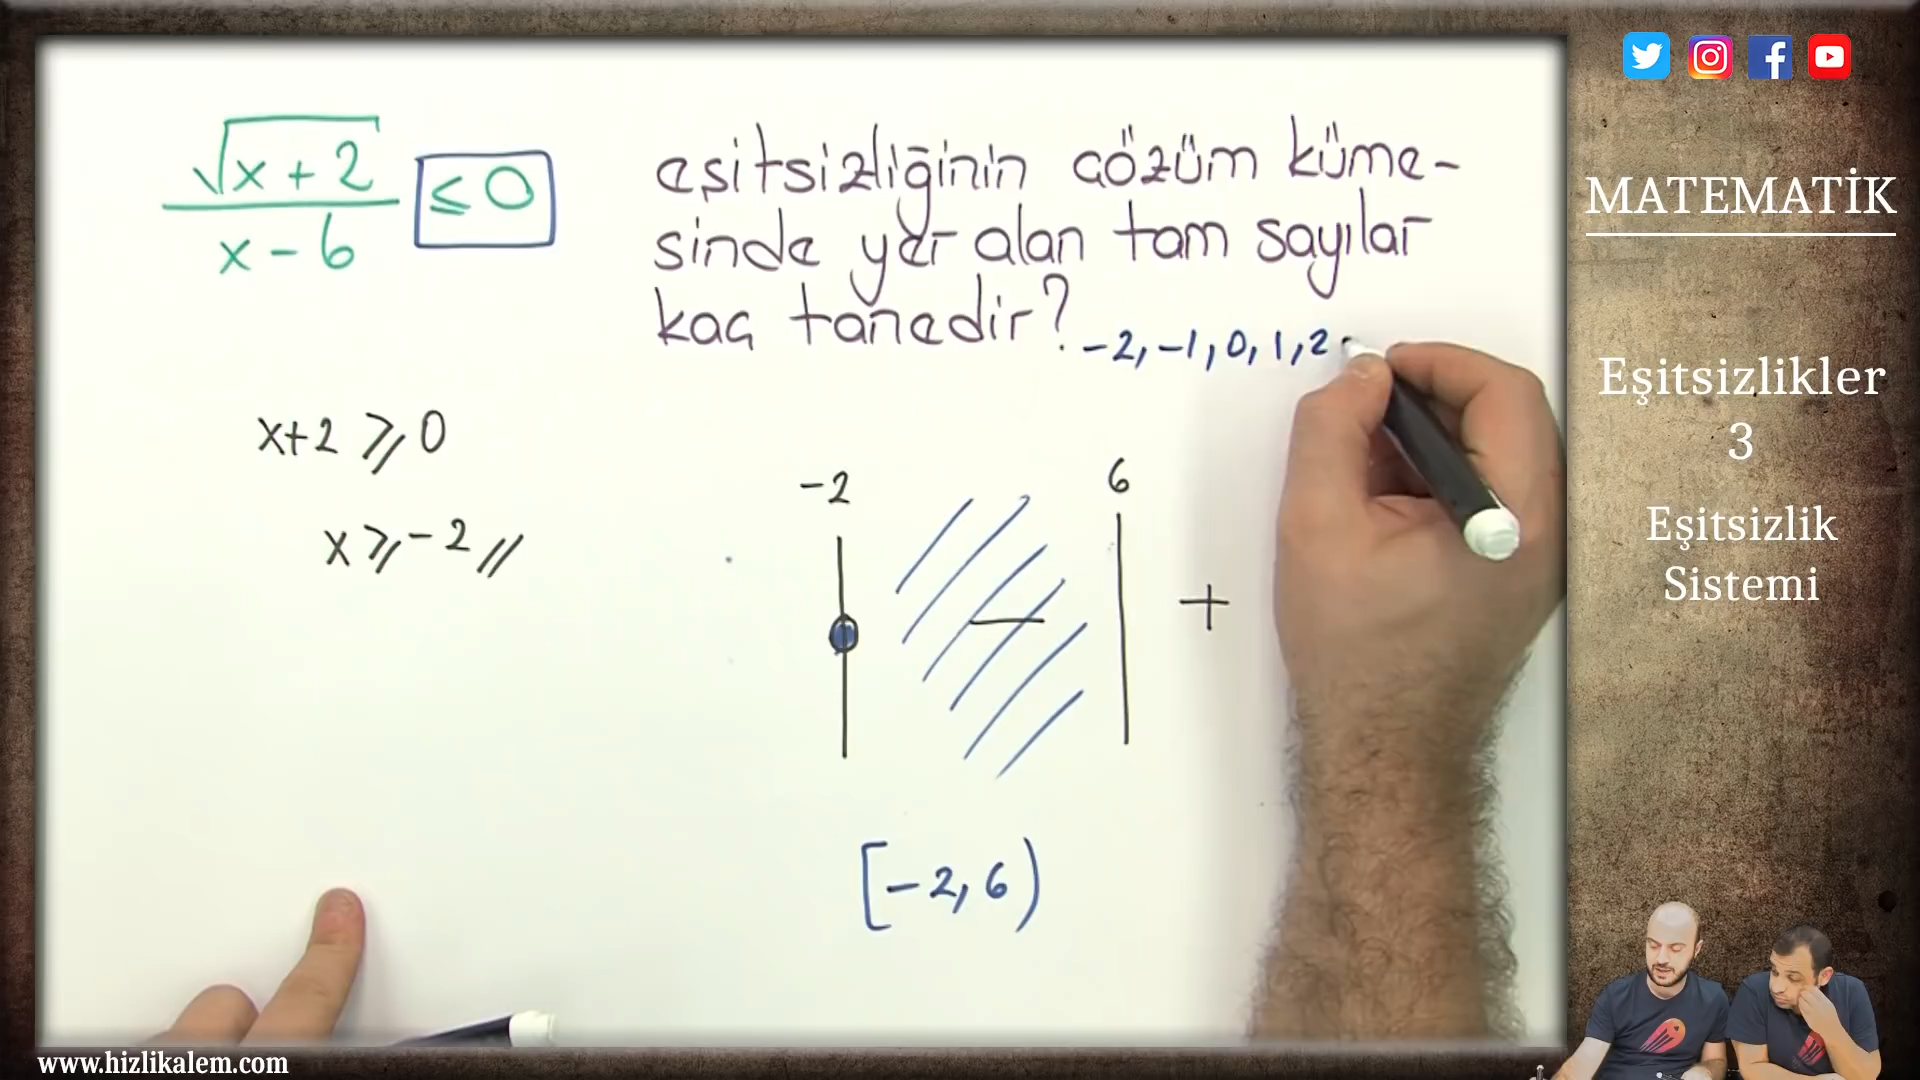 √x+2 / x-6 ≤ 0
eşitsizliğinin çözüm küme-
sinde yer alan tam sayılar
kaç tanedir?
-2, -1, 0, 1, 2
x+2 ⩾ 0
x ⩾ -2 //
-2
6
- +
[-2, 6)
MATEMATİK
Eşitsizlikler
3
Eşitsizlik
Sistemi
www.hizlikalem.com